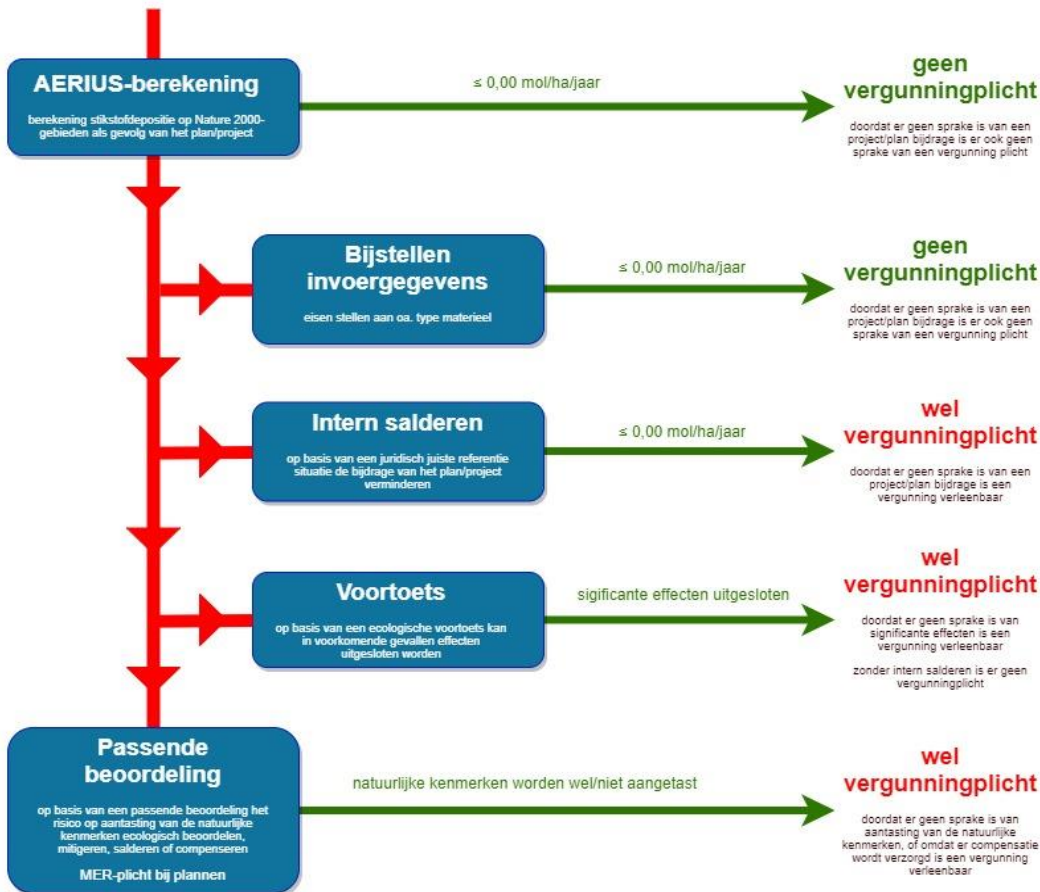 AERIUS-berekening
berekening stikstofdepositie op Nature 2000-
gebieden als gevolg van het plan/project
≤ 0,00 mol/ha/jaar
geen
vergunningplicht
doordat er geen sprake is van een
project/plan bijdrage is er ook geen
sprake van een vergunning plicht
Bijstellen
invoergegevens
eisen stellen aan oa. type materieel
≤ 0,00 mol/ha/jaar
geen
vergunningplicht
doordat er geen sprake is van een
project/plan bijdrage is er ook geen
sprake van een vergunning plicht
Intern salderen
op basis van een juridisch juiste referentie
situatie de bijdrage van het plan/project
verminderen
≤ 0,00 mol/ha/jaar
wel
vergunningplicht
doordat er geen sprake is van een
project/plan bijdrage is een
vergunning verleenbaar
Voortoets
op basis van een ecologische voortoets kan
in voorkomende gevallen effecten
uitgesloten worden
sigificante effecten uitgesloten
wel
vergunningplicht
doordat er geen sprake is van
significante effecten is een
vergunning verleenbaar
zonder intern salderen is er geen
vergunningplicht
Passende
beoordeling
op basis van een passende beoordeling het
risico op aantasting van de natuurlijke
kenmerken ecologisch beoordelen,
mitigeren, salderen of compenseren
MER-plicht bij plannen
natuurlijke kenmerken worden wel/niet aangetast
wel
vergunningplicht
doordat er geen sprake is van
aantasting van de natuurlijke
kenmerken, of omdat er compensatie
wordt verzorgd is een vergunning
verleenbaar